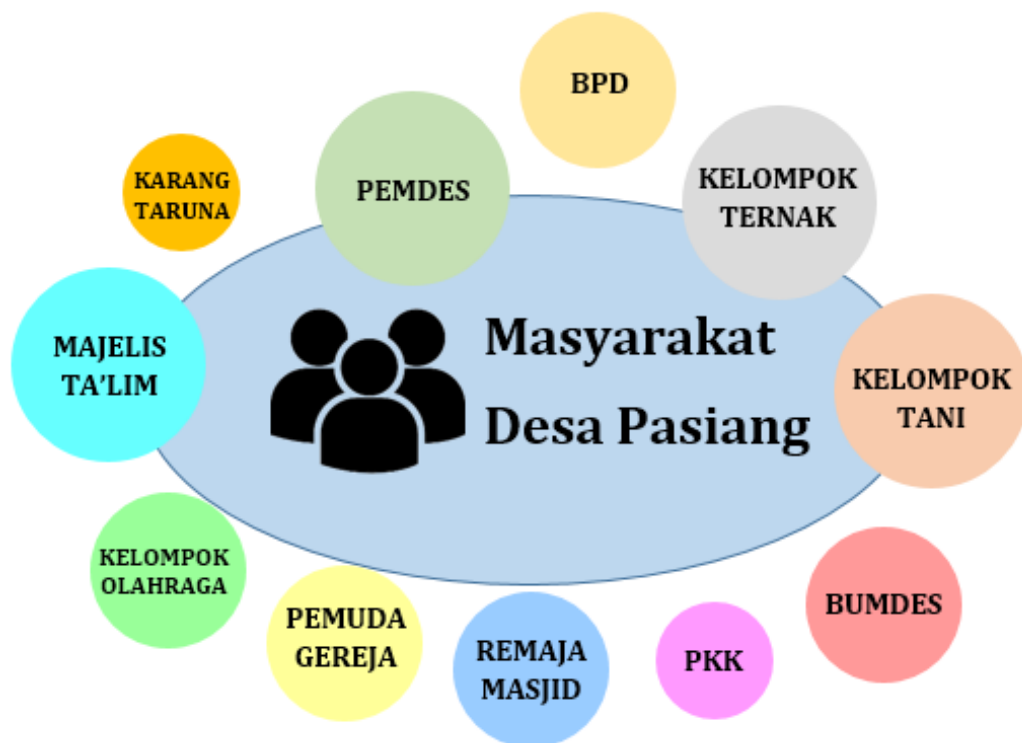 BPD
PEMDES
KELOMPOK
TERNAK
KARANG
TARUNA
MAJELIS
TA'LIM
Masyarakat
Desa Pasiang
KELOMPOK
TANI
KELOMPOK
OLAHRAGA
PEMUDA
GEREJA
REMAJA
MASJID
PKK
BUMDES